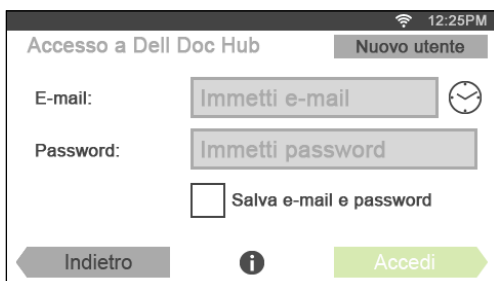 12:25PM
Accesso a Dell Doc Hub
Nuovo utente
E-mail:
Immetti e-mail
Password:
Immetti password
Salva e-mail e password
Indietro
Accedi